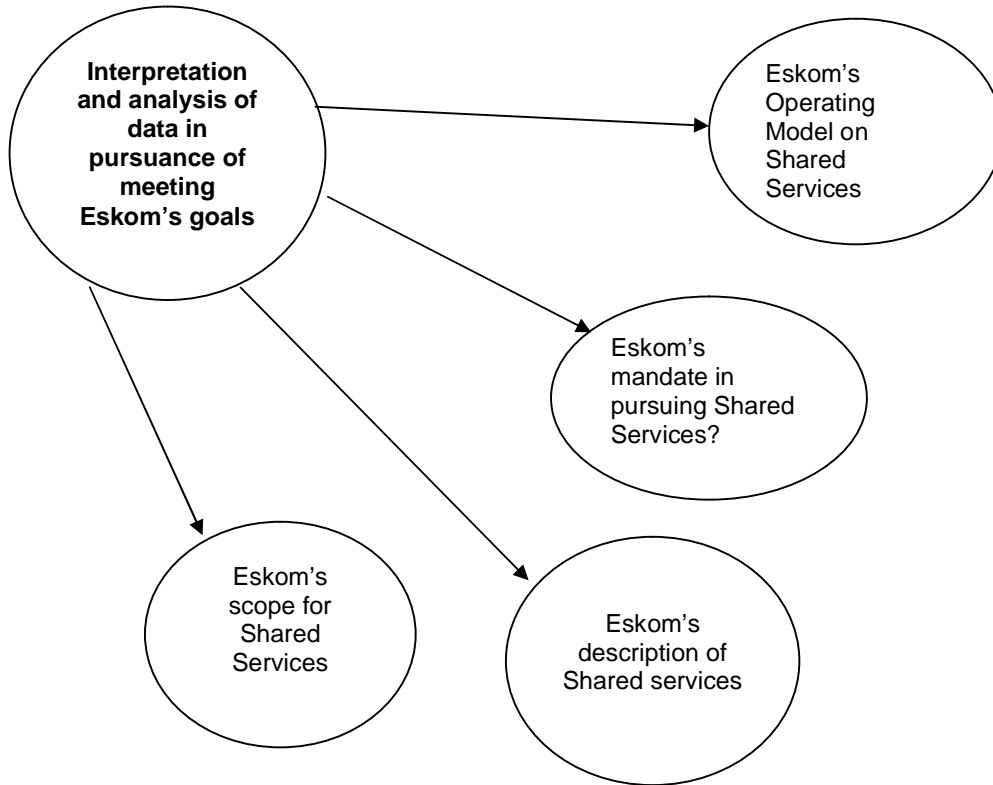 Interpretation
and analysis of
data in
pursuance of
meeting
Eskom’s goals
Eskom’s
Operating
Model on
Shared
Services
Eskom’s
mandate in
pursuing Shared
Services?
Eskom’s
scope for
Shared
Services
Eskom’s
description of
Shared services